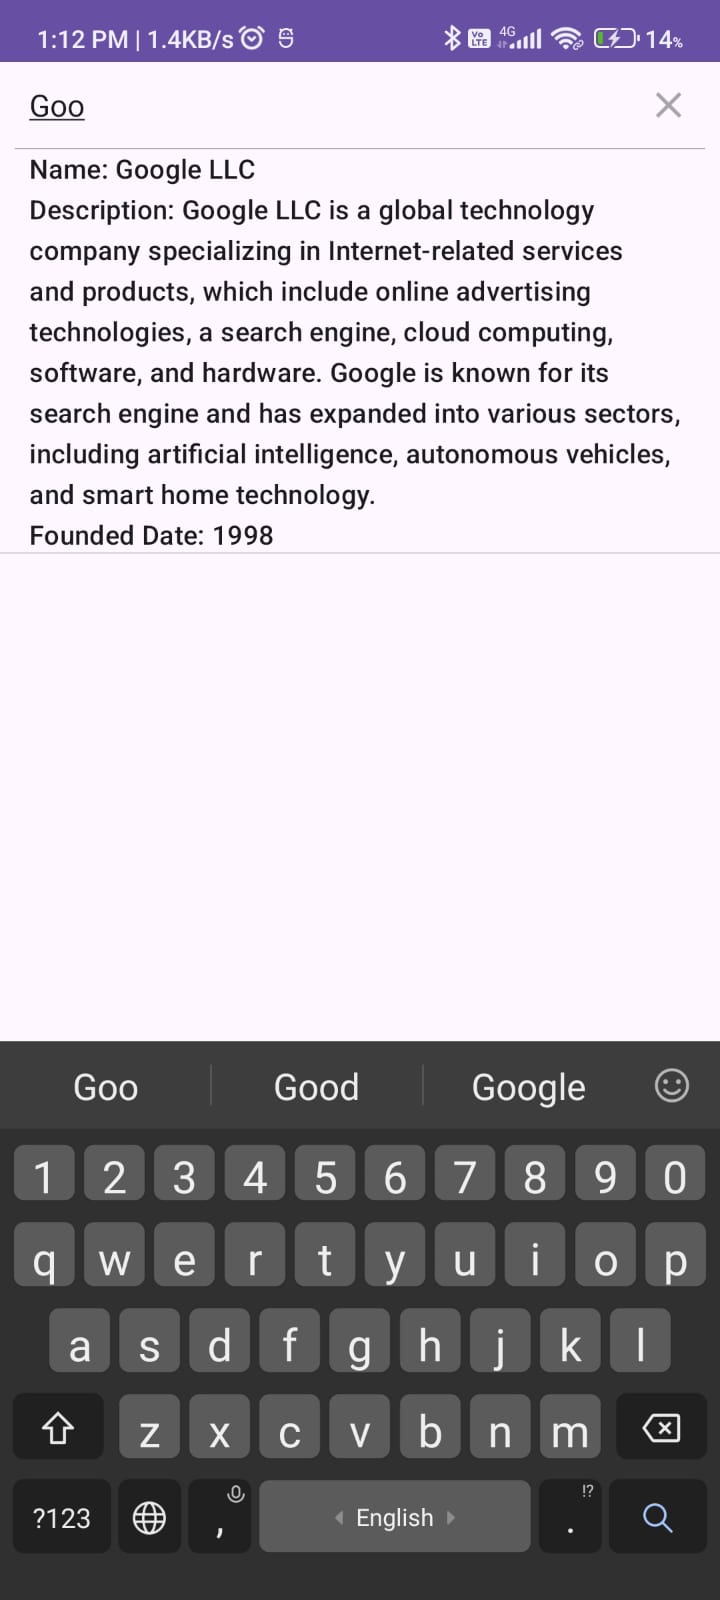 1:12 PM | 1.4KB/s Vo LTE 4G 14%
Goo
Name: Google LLC
Description: Google LLC is a global technology
company specializing in Internet-related services
and products, which include online advertising
technologies, a search engine, cloud computing,
software, and hardware. Google is known for its
search engine and has expanded into various sectors,
including artificial intelligence, autonomous vehicles,
and smart home technology.
Founded Date: 1998
Goo Good Google
1 2 3 4 5 6 7 8 9 0
q w e r t y u i o p
a s d f g h j k l
z x c v b n m
?123 , English . !?